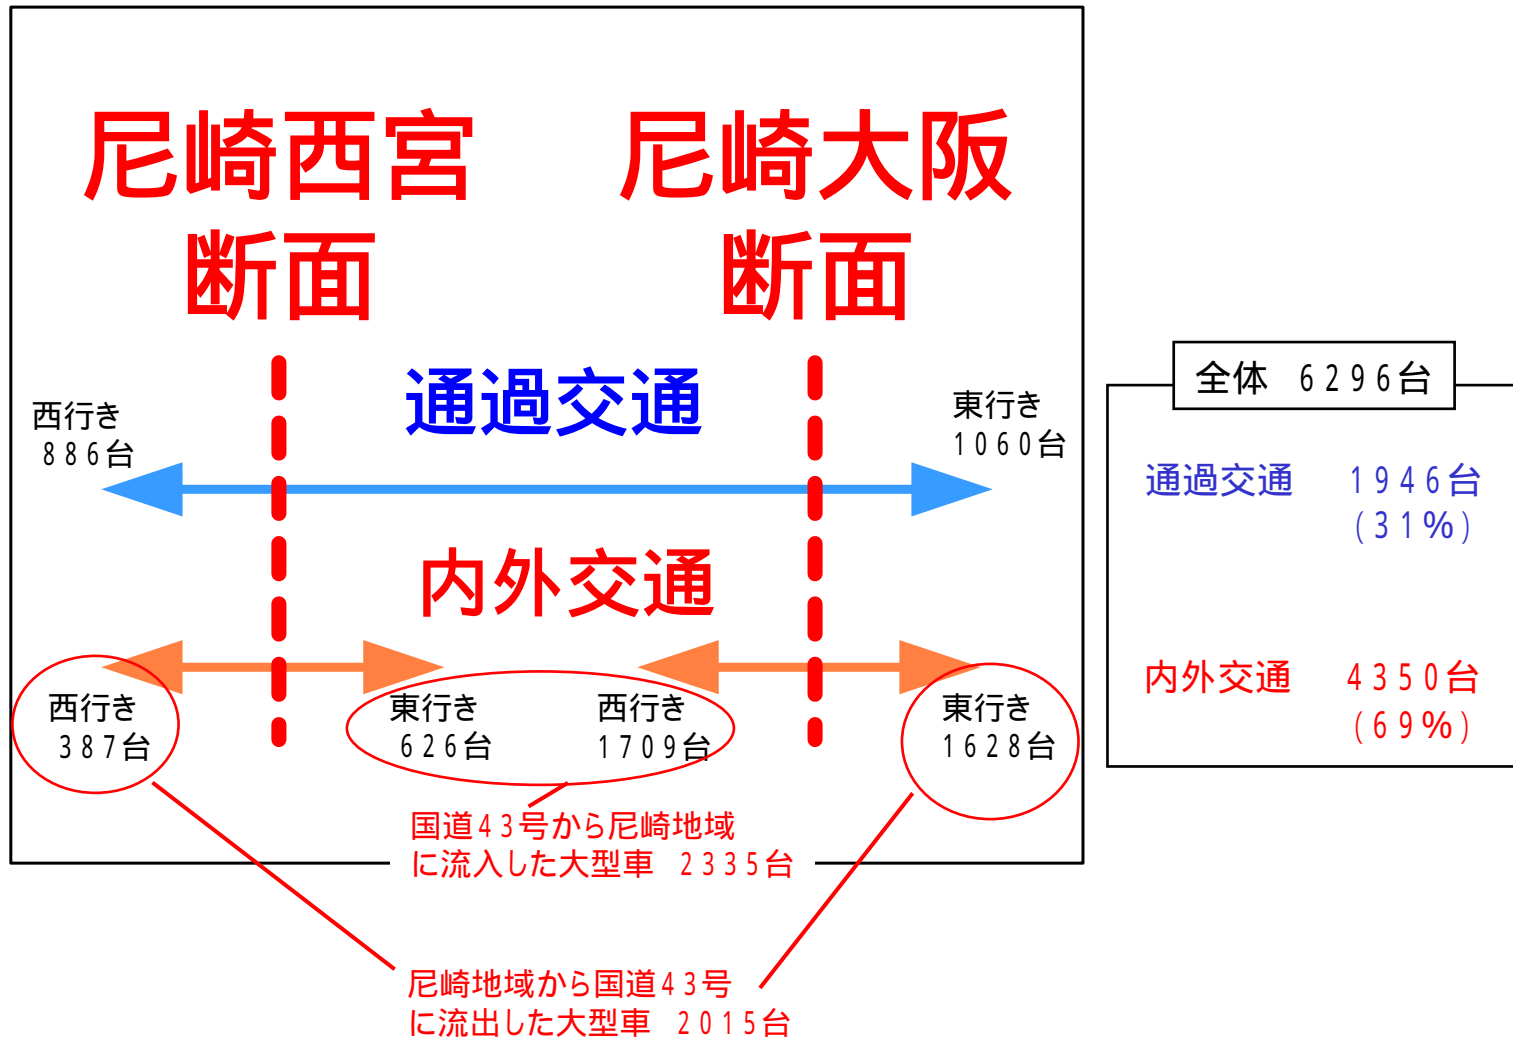 尼崎西宮
断面
尼崎大阪
断面
通過交通
西行き
886台
東行き
1060台
内外交通
西行き
387台
東行き
626台
西行き
1709台
東行き
1628台
国道43号から尼崎地域
に流入した大型車 2335台
尼崎地域から国道43号
に流出した大型車 2015台
全体 6296台
通過交通 1946台
(31%)
内外交通 4350台
(69%)